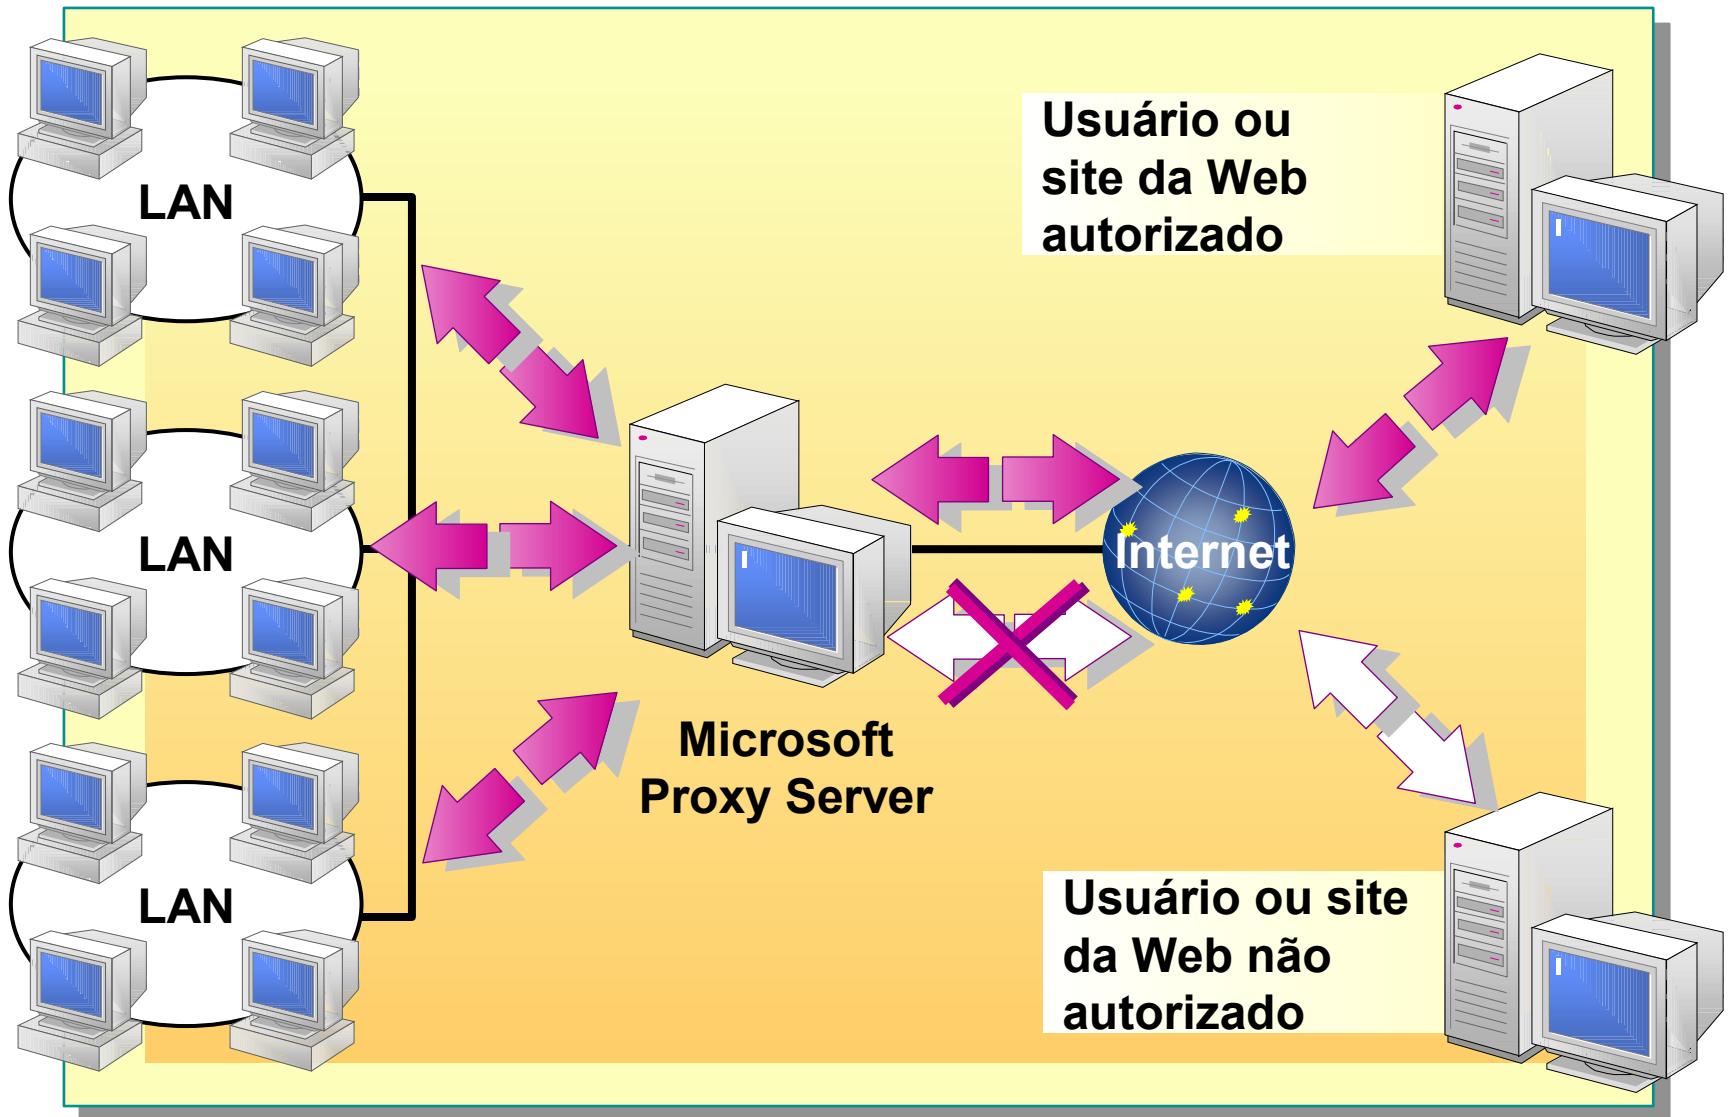 Usuário ou
site da Web
autorizado
LAN
LAN
Internet
Microsoft
Proxy Server
LAN
Usuário ou site
da Web não
autorizado